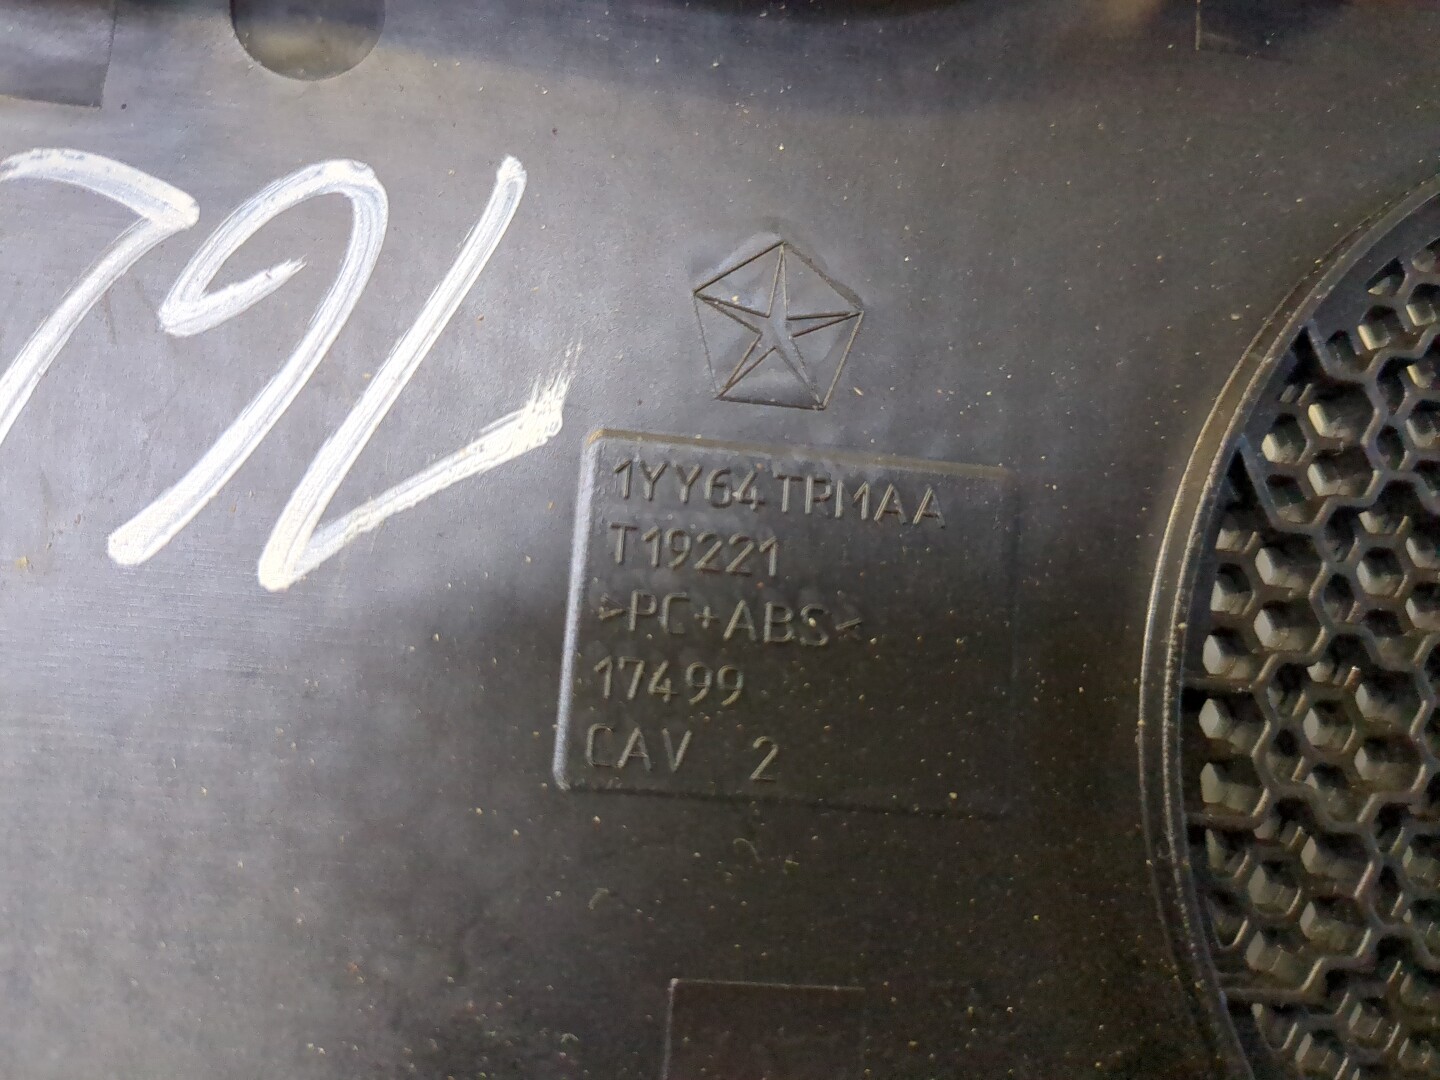 1YY64TRMAA
T19221
>PC+ABS<
17499
CAV 2